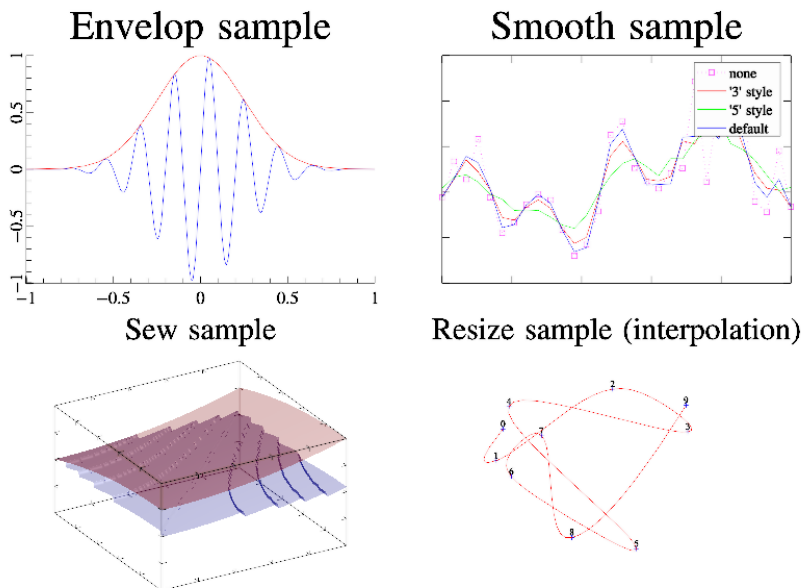 Envelop sample
Smooth sample
1
0.5
0
−0.5
−1
−1
−0.5
0
0.5
1
none
'3' style
'5' style
default
Sew sample
Resize sample (interpolation)
2
9
4
3
0
7
1
6
8
5